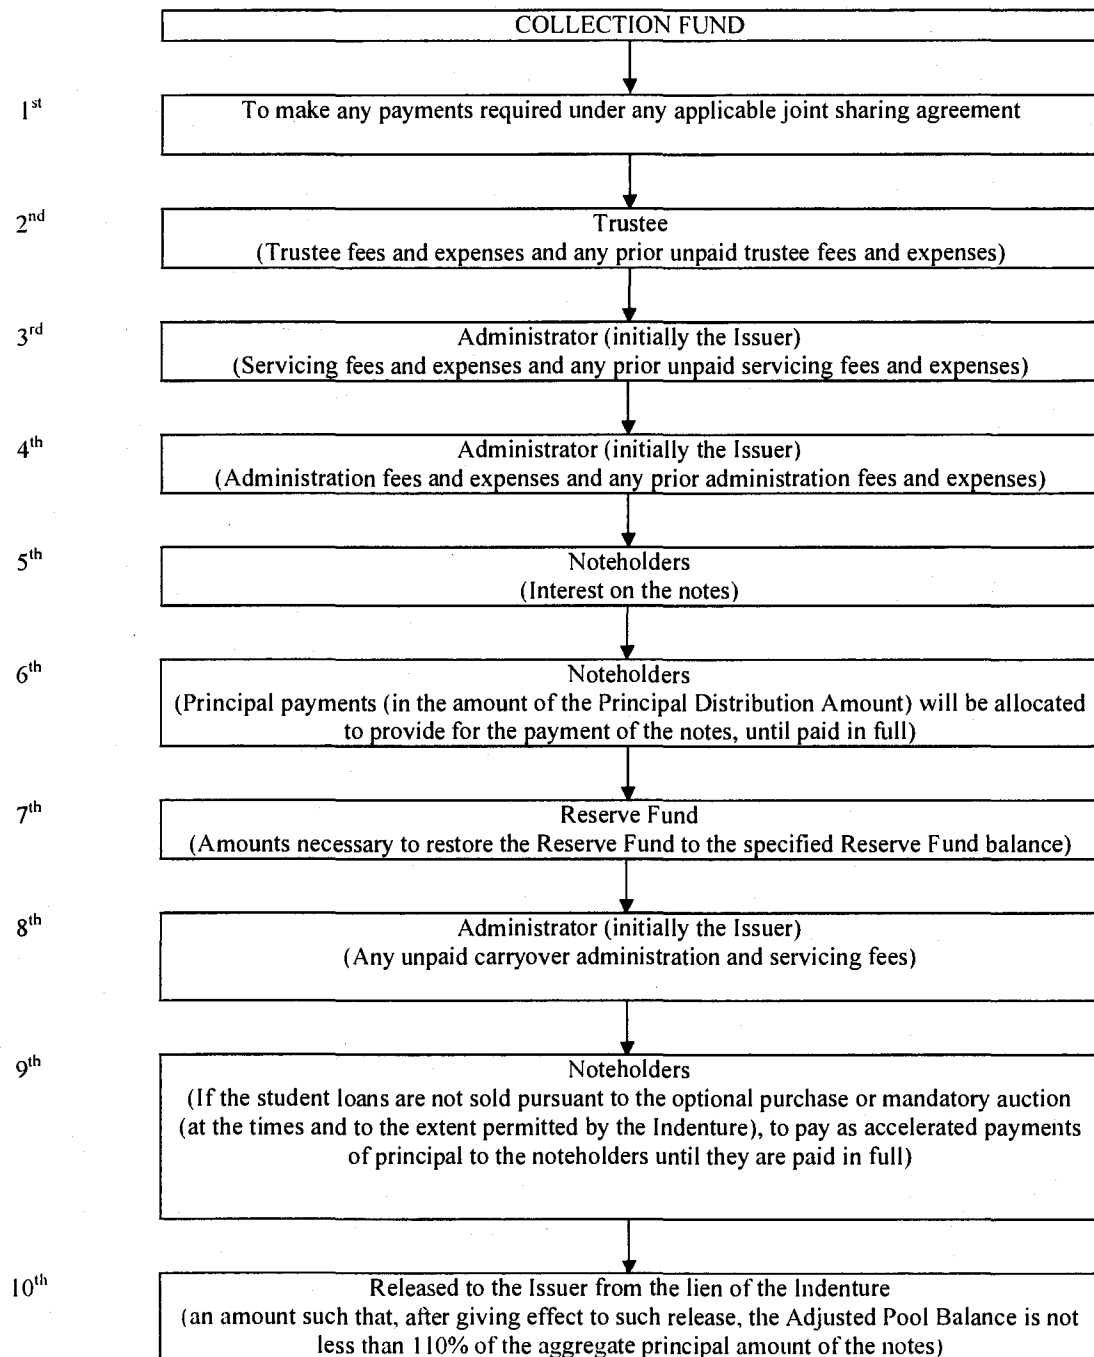 COLLECTION FUND
1st
To make any payments required under any applicable joint sharing agreement
2nd
Trustee
(Trustee fees and expenses and any prior unpaid trustee fees and expenses)
3rd
Administrator (initially the Issuer)
(Servicing fees and expenses and any prior unpaid servicing fees and expenses)
4th
Administrator (initially the Issuer)
(Administration fees and expenses and any prior administration fees and expenses)
5th
Noteholders
(Interest on the notes)
6th
Noteholders
(Principal payments (in the amount of the Principal Distribution Amount) will be allocated
to provide for the payment of the notes, until paid in full)
7th
Reserve Fund
(Amounts necessary to restore the Reserve Fund to the specified Reserve Fund balance)
8th
Administrator (initially the Issuer)
(Any unpaid carryover administration and servicing fees)
9th
Noteholders
(If the student loans are not sold pursuant to the optional purchase or mandatory auction
(at the times and to the extent permitted by the Indenture), to pay as accelerated payments
of principal to the noteholders until they are paid in full)
10th
Released to the Issuer from the lien of the Indenture
(an amount such that, after giving effect to such release, the Adjusted Pool Balance is not
less than 110% of the aggregate principal amount of the notes)